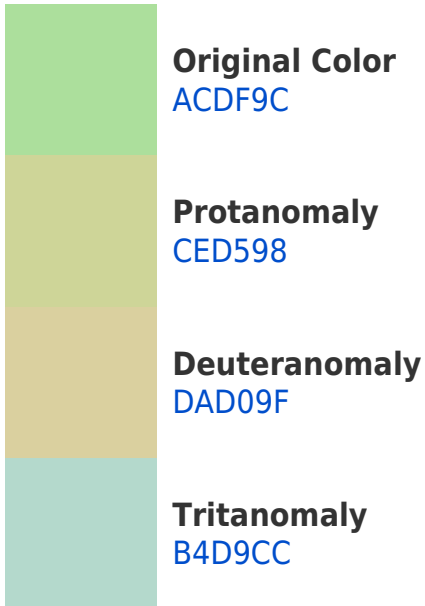 Original Color
ACDF9C
Protanomaly
CED598
Deuteranomaly
DAD09F
Tritanomaly
B4D9CC